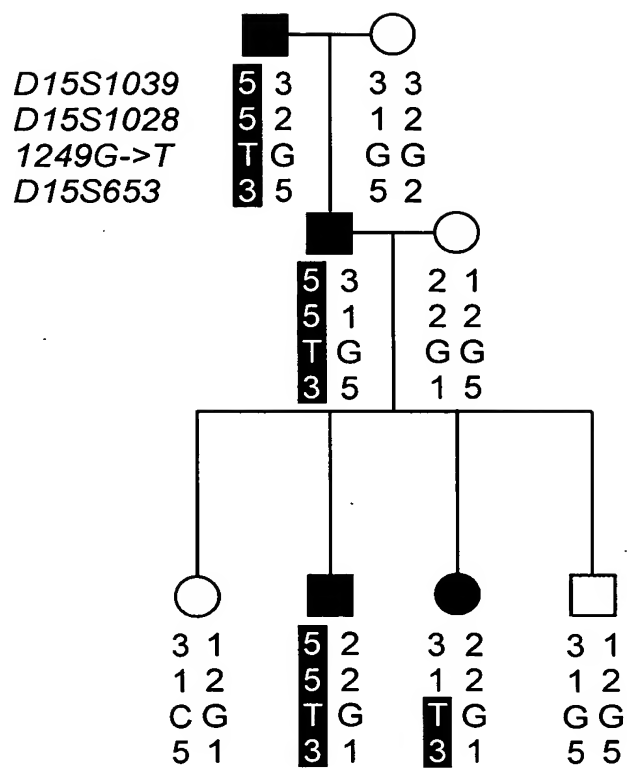 D15S1039 5 3 3 3
D15S1028 5 2 1 2
1249G->T T G G G
D15S653 3 5 5 2
5 3 2 1
5 1 2 2
T G G G
3 5 1 5
3 1 5 2 3 2 3 1
1 2 5 2 1 2 1 2
C G T G T G G G
5 1 3 1 3 1 5 5